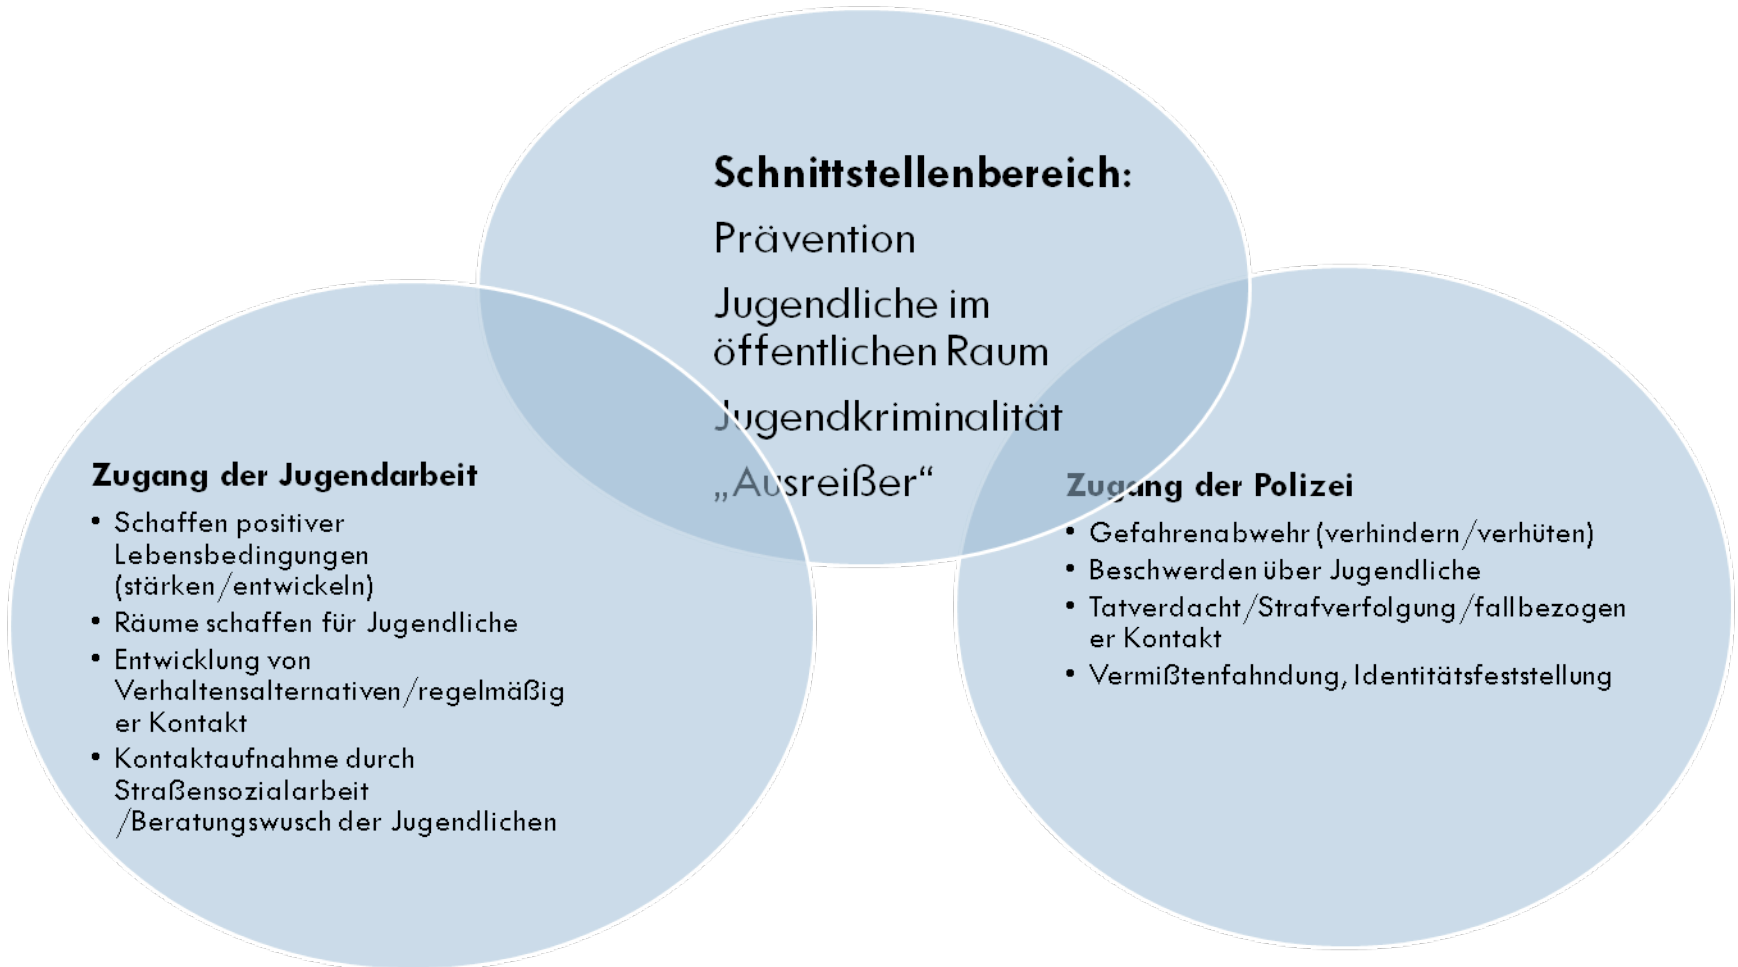 Schnittstellenbereich:
Prävention
Jugendliche im
öffentlichen Raum
Jugendkriminalität
„Ausreißer“
Zugang der Jugendarbeit
• Schaffen positiver
Lebensbedingungen
(stärken/entwickeln)
• Räume schaffen für Jugendliche
• Entwicklung von
Verhaltensalternativen/regelmäßig
er Kontakt
• Kontaktaufnahme durch
Straßensozialarbeit
/Beratungswusch der Jugendlichen
Zugang der Polizei
• Gefahrenabwehr (verhindern/verhüten)
• Beschwerden über Jugendliche
• Tatverdacht/Strafverfolgung/fallbezogen
er Kontakt
• Vermißtenfahndung, Identitätsfeststellung